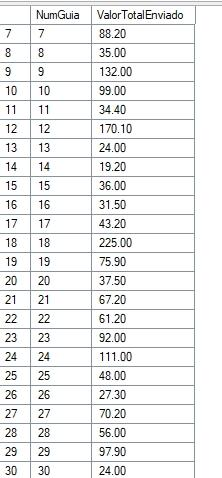 NumGuia ValorTotalEnviado
7 7 88.20
8 8 35.00
9 9 132.00
10 10 99.00
11 11 34.40
12 12 170.10
13 13 24.00
14 14 19.20
15 15 36.00
16 16 31.50
17 17 43.20
18 18 225.00
19 19 75.90
20 20 37.50
21 21 67.20
22 22 61.20
23 23 92.00
24 24 111.00
25 25 48.00
26 26 27.30
27 27 70.20
28 28 56.00
29 29 97.90
30 30 24.00